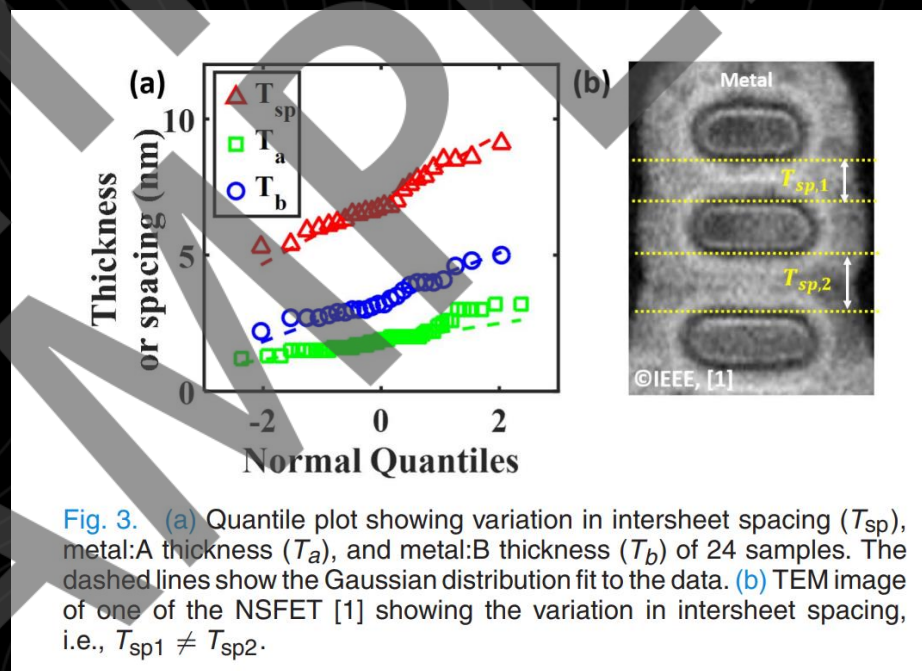 (a)
T_sp
T_a
T_b
10
5
0
-2
0
2
Thickness
or spacing (nm)
Normal Quantiles
(b)
Metal
T_sp,1
T_sp,2
©IEEE, [1]
Fig. 3. (a) Quantile plot showing variation in intersheet spacing (T_sp),
metal:A thickness (T_a), and metal:B thickness (T_b) of 24 samples. The
dashed lines show the Gaussian distribution fit to the data. (b) TEM image
of one of the NSFET [1] showing the variation in intersheet spacing,
i.e., T_sp1 ≠ T_sp2.